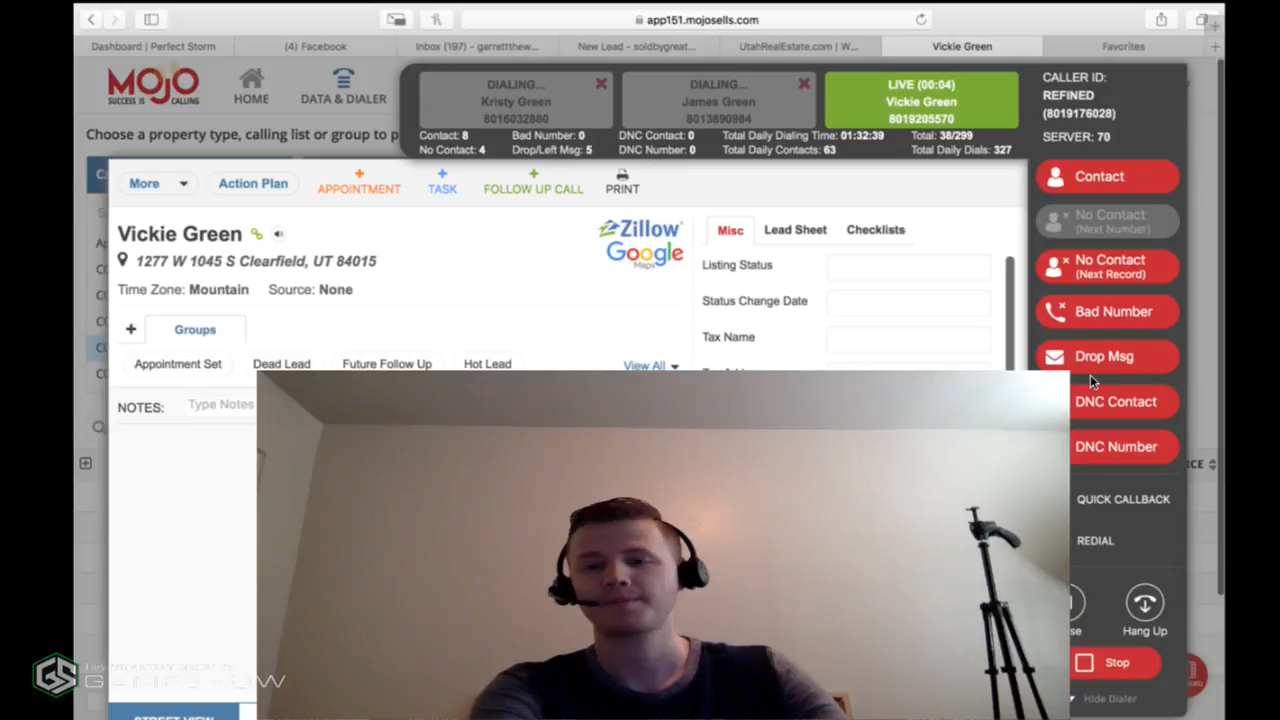 app151.mojosells.com
Dashboard | Perfect Storm
(4) Facebook
Inbox (197) - garrettthew...
New Lead - soldbygreat...
UtahRealEstate.com | W...
Vickie Green
Favorites
MOJO
SUCCESS IS CALLING
HOME
DATA & DIALER
DIALING...
Kristy Green
8016032880
DIALING...
James Green
8013890984
LIVE (00:04)
Vickie Green
8019205570
CALLER ID:
REFINED
(8019176028)
SERVER: 70
Contact: 8
Bad Number: 0
DNC Contact: 0
Total Daily Dialing Time: 01:32:39
Total: 38/299
No Contact: 4
Drop/Left Msg: 5
DNC Number: 0
Total Daily Contacts: 63
Total Daily Dials: 327
Choose a property type, calling list or group to p
More
Action Plan
APPOINTMENT
TASK
FOLLOW UP CALL
PRINT
Vickie Green
1277 W 1045 S Clearfield, UT 84015
Time Zone: Mountain
Source: None
Zillow
Google
Maps
Misc
Lead Sheet
Checklists
Listing Status
Status Change Date
Tax Name
+
Groups
Appointment Set
Dead Lead
Future Follow Up
Hot Lead
View All
NOTES:
Type Notes
Contact
No Contact
(Next Number)
No Contact
(Next Record)
Bad Number
Drop Msg
DNC Contact
DNC Number
QUICK CALLBACK
REDIAL
se
Hang Up
Stop
Hide Dialer
STREET VIEW
GS